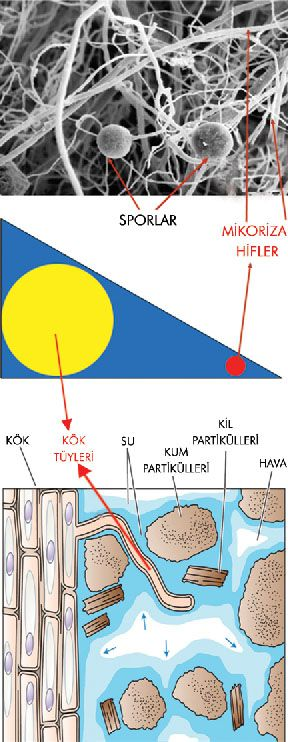 SPORLAR
MİKORİZA
HİFLER
KÖK
KÖK
TÜYLERİ
SU
KUM
PARTİKÜLLERİ
KİL
PARTİKÜLLERİ
HAVA